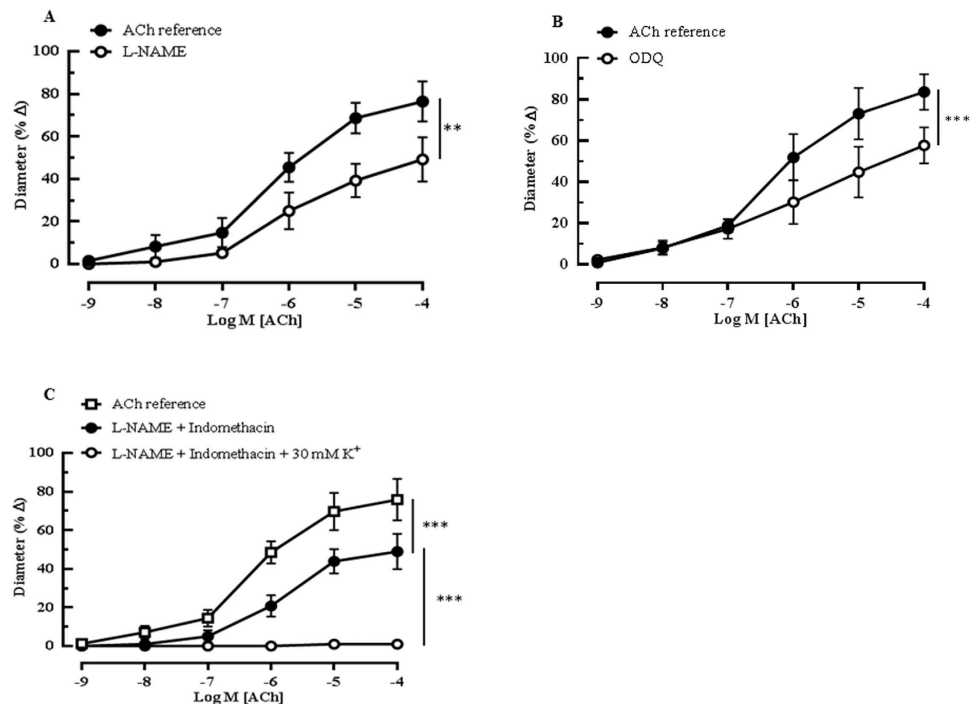 A
ACh reference
L-NAME
100
80
60
40
20
0
Diameter (% Δ)
**
-9 -8 -7 -6 -5 -4
Log M [ACh]
B
ACh reference
ODQ
100
80
60
40
20
0
Diameter (% Δ)
***
-9 -8 -7 -6 -5 -4
Log M [ACh]
C
ACh reference
L-NAME + Indomethacin
L-NAME + Indomethacin + 30 mM K⁺
100
80
60
40
20
0
Diameter (% Δ)
***
***
-9 -8 -7 -6 -5 -4
Log M [ACh]